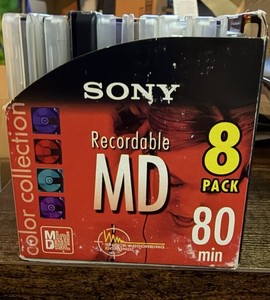 SONY
Recordable
MD
8
PACK
80
min
color collection